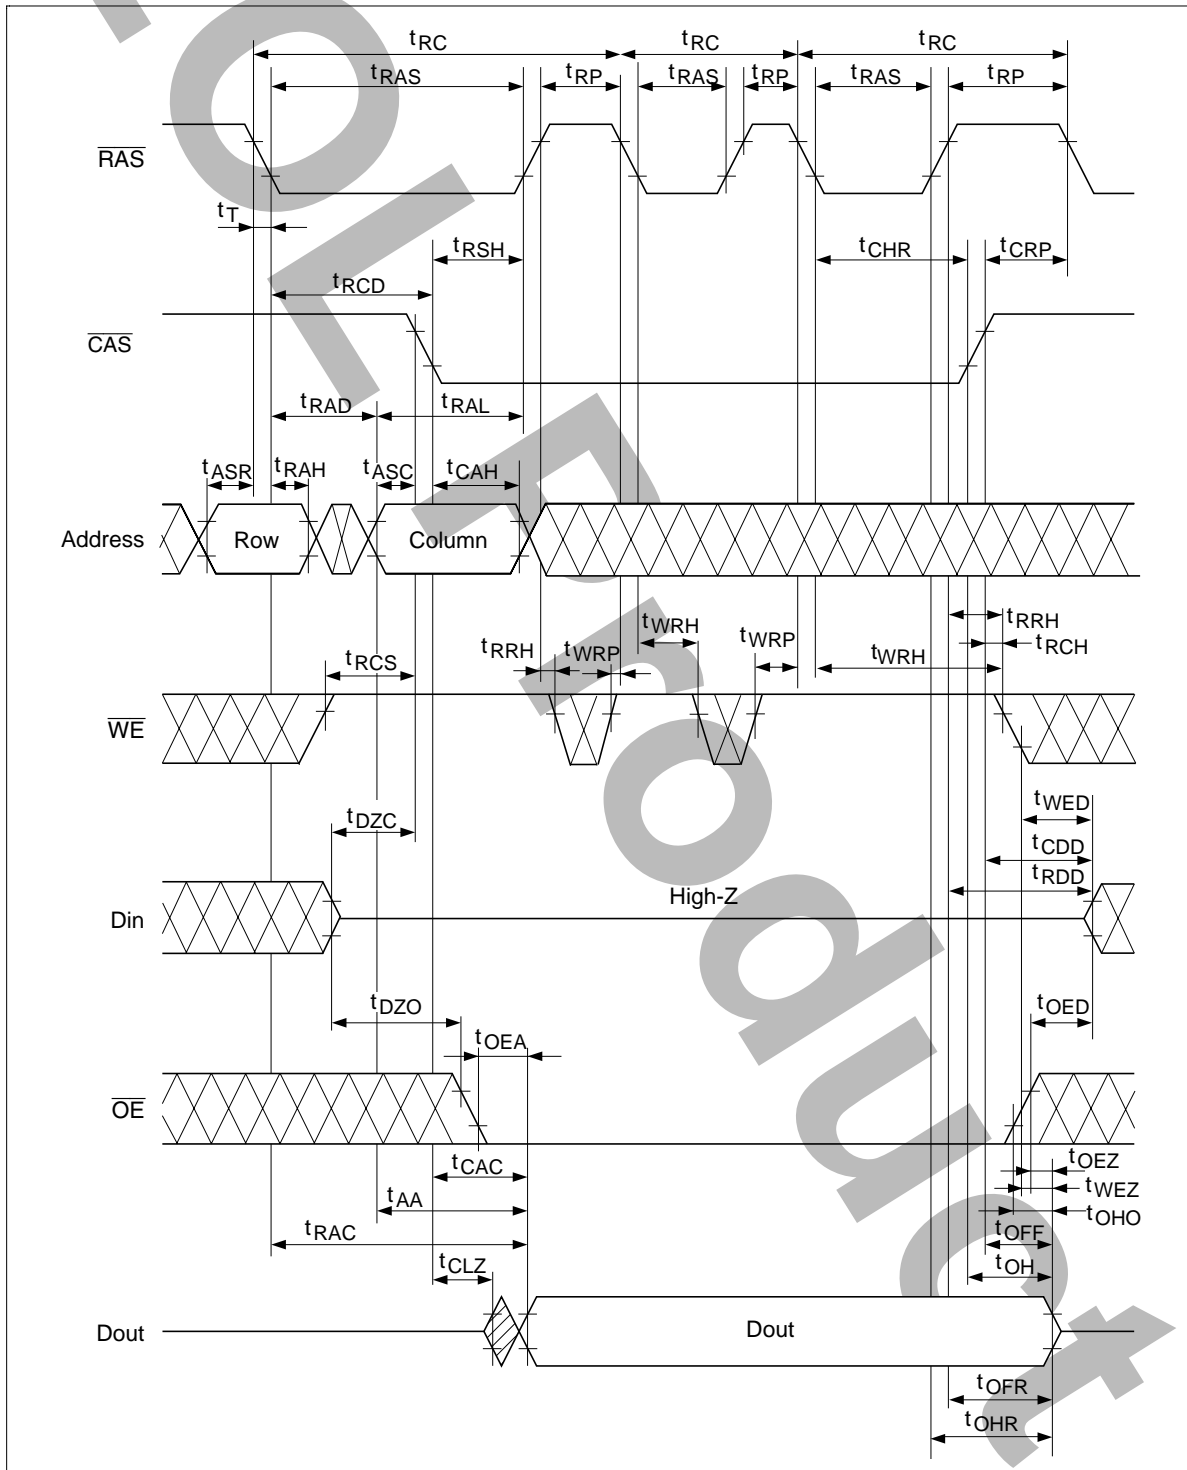 tRC tRC tRC
tRAS tRP tRAS tRP tRAS tRP
RAS
tT
tRSH tCHR tCRP
tRCD
CAS
tRAD tRAL
tASR tRAH tASC tCAH
Address Row Column
tRRH
tWRH tWRP tRCH
tRRH tWRP tWRH
tRCS
WE
tWED
tDZC tCDD
tRDD
High-Z
Din
tDZO tOED
tOEA
OE
tCAC tOEZ
tAA tWEZ
tOHO
tRAC tOFF
tCLZ tOH
Dout Dout
tOFR
tOHR
OL Product